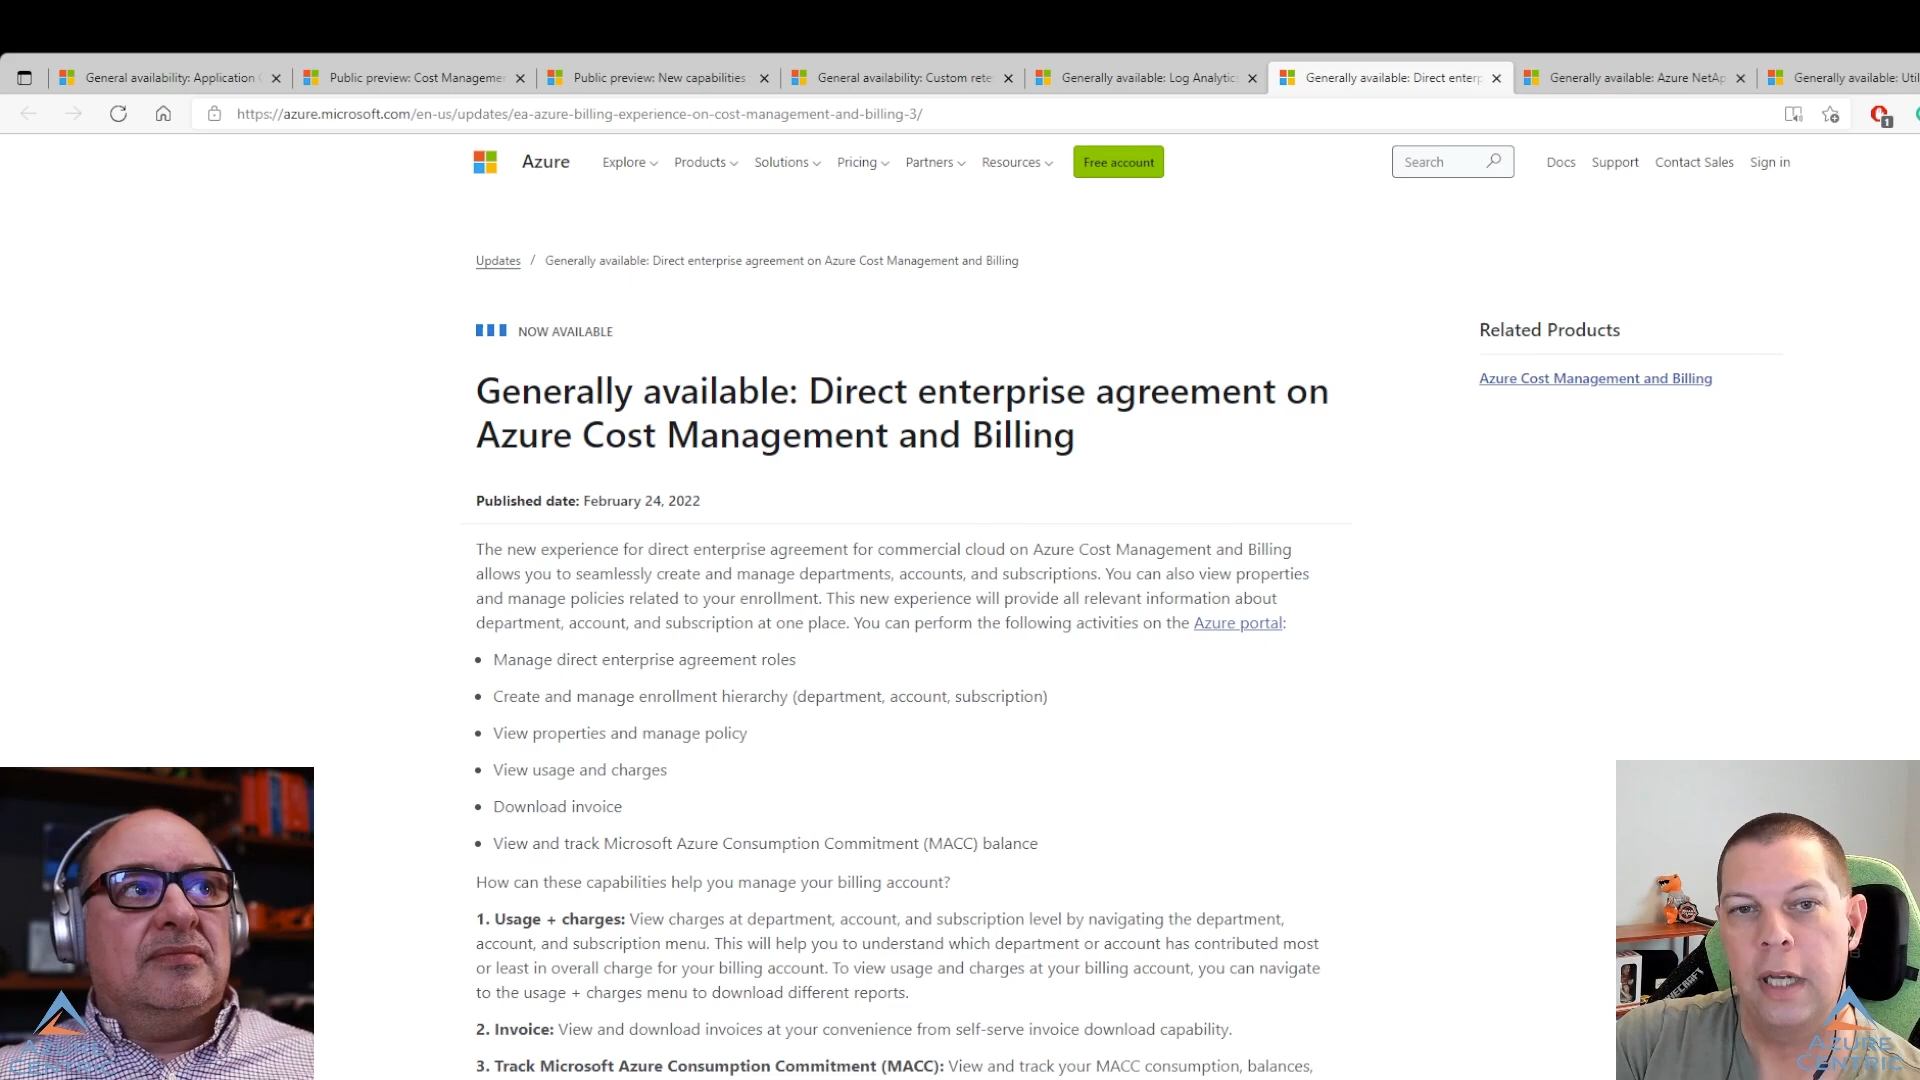 General availability: Application
Public preview: Cost Managemer
Public preview: New capabilities
General availability: Custom rete
Generally available: Log Analytics
Generally available: Direct enterp
Generally available: Azure NetAp
Generally available: Util
https://azure.microsoft.com/en-us/updates/ea-azure-billing-experience-on-cost-management-and-billing-3/
1
Azure
Explore
Products
Solutions
Pricing
Partners
Resources
Free account
Search
Docs
Support
Contact Sales
Sign in
Updates / Generally available: Direct enterprise agreement on Azure Cost Management and Billing
NOW AVAILABLE
Generally available: Direct enterprise agreement on
Azure Cost Management and Billing
Related Products
Azure Cost Management and Billing
Published date: February 24, 2022
The new experience for direct enterprise agreement for commercial cloud on Azure Cost Management and Billing
allows you to seamlessly create and manage departments, accounts, and subscriptions. You can also view properties
and manage policies related to your enrollment. This new experience will provide all relevant information about
department, account, and subscription at one place. You can perform the following activities on the Azure portal:
• Manage direct enterprise agreement roles
• Create and manage enrollment hierarchy (department, account, subscription)
• View properties and manage policy
• View usage and charges
• Download invoice
• View and track Microsoft Azure Consumption Commitment (MACC) balance
How can these capabilities help you manage your billing account?
1. Usage + charges: View charges at department, account, and subscription level by navigating the department,
account, and subscription menu. This will help you to understand which department or account has contributed most
or least in overall charge for your billing account. To view usage and charges at your billing account, you can navigate
to the usage + charges menu to download different reports.
2. Invoice: View and download invoices at your convenience from self-serve invoice download capability.
3. Track Microsoft Azure Consumption Commitment (MACC): View and track your MACC consumption, balances,
AZURE
CENTRIC
MINECRAFT
AZURE
CENTRIC